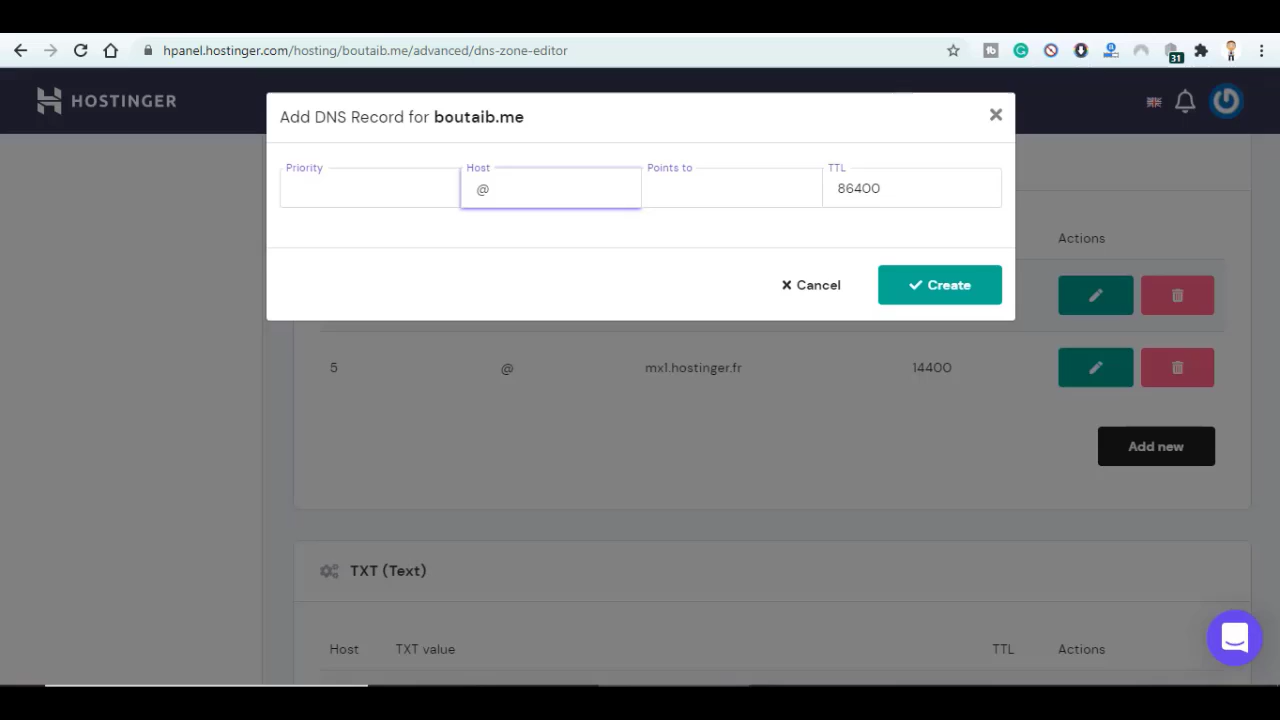 hpanel.hostinger.com/hosting/boutaib.me/advanced/dns-zone-editor
31
HOSTINGER
Add DNS Record for boutaib.me
Priority
Host
Points to
TTL
@
86400
Cancel
Create
Actions
5
@
mx1.hostinger.fr
14400
Add new
TXT (Text)
Host
TXT value
TTL
Actions